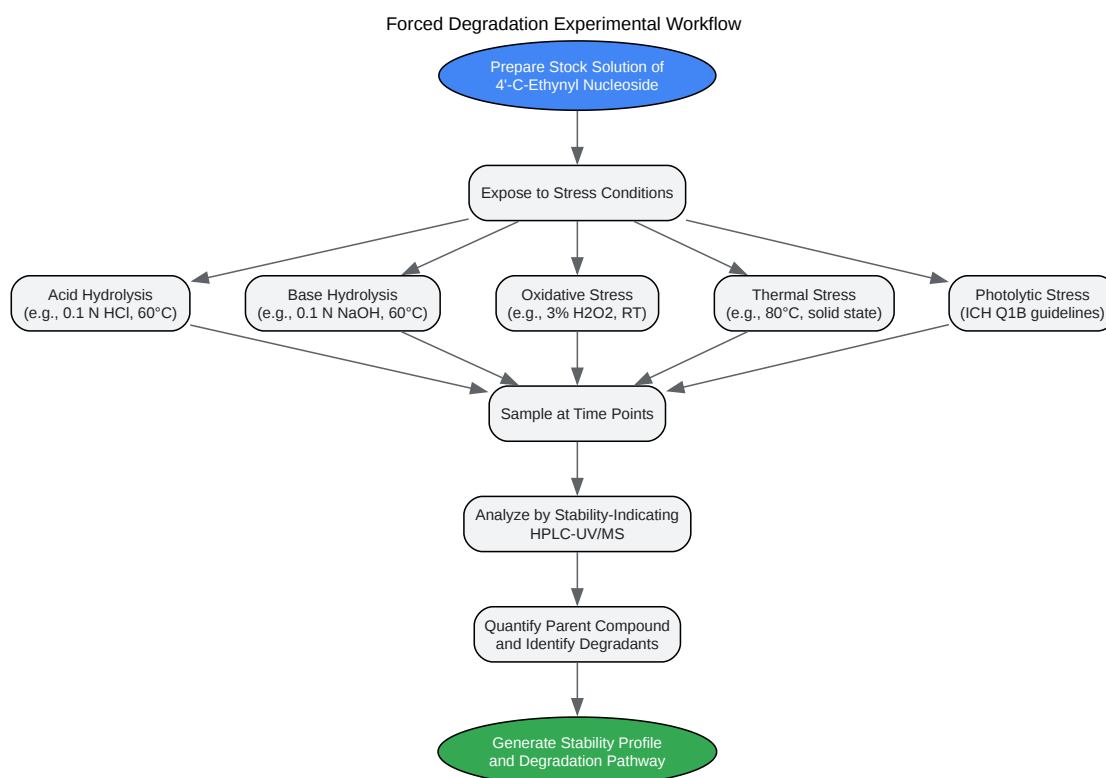 Forced Degradation Experimental Workflow
Prepare Stock Solution of
4'-C-Ethynyl Nucleoside
Expose to Stress Conditions
Acid Hydrolysis
(e.g., 0.1 N HCl, 60°C)
Base Hydrolysis
(e.g., 0.1 N NaOH, 60°C)
Oxidative Stress
(e.g., 3% H2O2, RT)
Thermal Stress
(e.g., 80°C, solid state)
Photolytic Stress
(ICH Q1B guidelines)
Sample at Time Points
Analyze by Stability-Indicating
HPLC-UV/MS
Quantify Parent Compound
and Identify Degradants
Generate Stability Profile
and Degradation Pathway